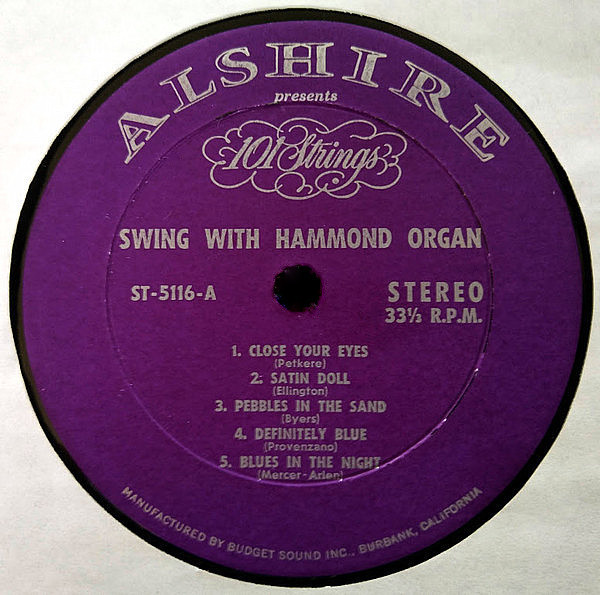 ALSHIRE
presents
101 Strings
SWING WITH HAMMOND ORGAN
ST-5116-A
STEREO
33⅓ R.P.M.
1. CLOSE YOUR EYES
(Petkere)
2: SATIN DOLL
(Ellington)
3. PEBBLES IN THE SAND
(Byers)
4. DEFINITELY BLUE
(Provenzano)
5. BLUES IN THE NIGHT
(Mercer-Arlen)
MANUFACTURED BY BUDGET SOUND INC., BURBANK, CALIFORNIA